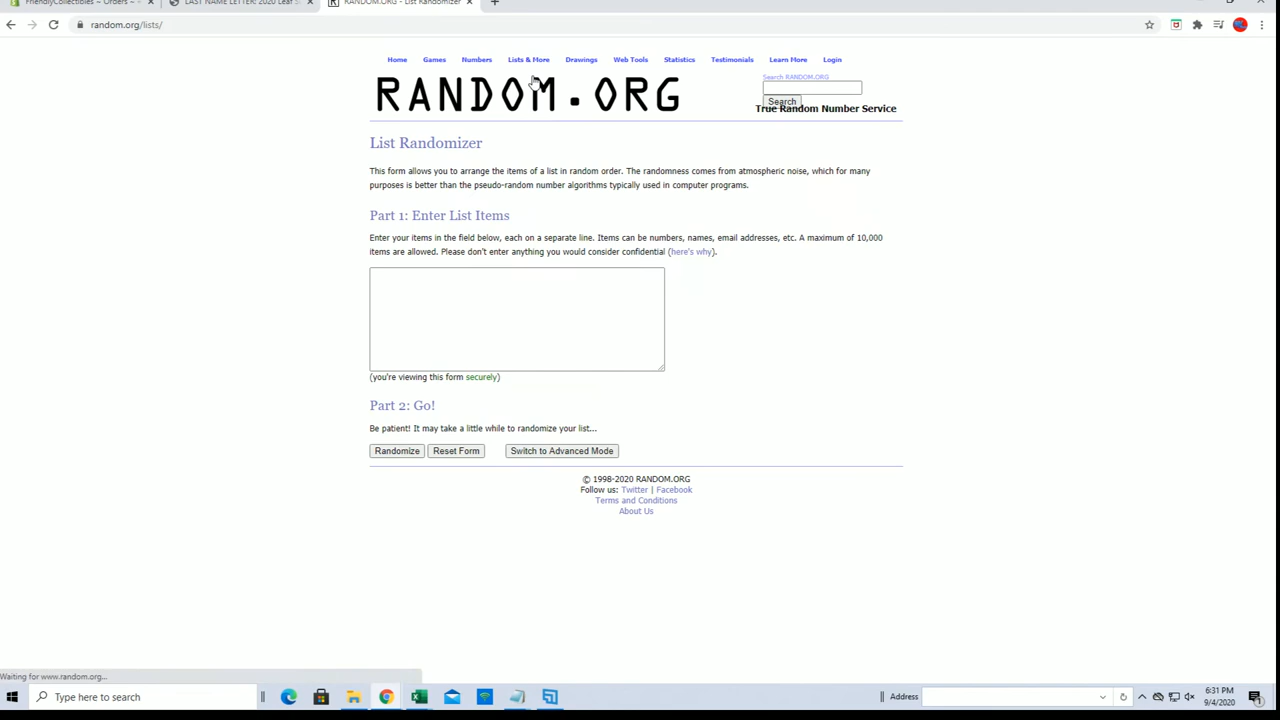 FriendlyCollectibles – Orders –
LAST NAME LETTER: 2020 Leaf
RANDOM.ORG - List Randomizer
random.org/lists/
Home Games Numbers Lists & More Drawings Web Tools Statistics Testimonials Learn More Login
RANDOM.ORG
Search RANDOM.ORG
Search
True Random Number Service
List Randomizer
This form allows you to arrange the items of a list in random order. The randomness comes from atmospheric noise, which for many
purposes is better than the pseudo-random number algorithms typically used in computer programs.
Part 1: Enter List Items
Enter your items in the field below, each on a separate line. Items can be numbers, names, email addresses, etc. A maximum of 10,000
items are allowed. Please don't enter anything you would consider confidential (here's why).
(you're viewing this form securely)
Part 2: Go!
Be patient! It may take a little while to randomize your list...
Randomize Reset Form Switch to Advanced Mode
© 1998-2020 RANDOM.ORG
Follow us: Twitter | Facebook
Terms and Conditions
About Us
Waiting for www.random.org...
Type here to search
Address
6:31 PM
9/4/2020